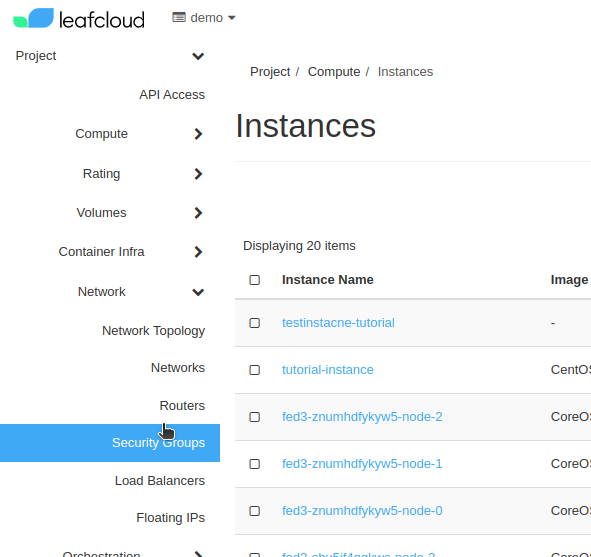 leafcloud
demo
Project
API Access
Compute
Rating
Volumes
Container Infra
Network
Network Topology
Networks
Routers
Security Groups
Load Balancers
Floating IPs
Orchestration
Project / Compute / Instances
Instances
Displaying 20 items
Instance Name Image
testinstacne-tutorial -
tutorial-instance CentOS
fed3-znumhdfykyw5-node-2 CoreOS
fed3-znumhdfykyw5-node-1 CoreOS
fed3-znumhdfykyw5-node-0 CoreOS